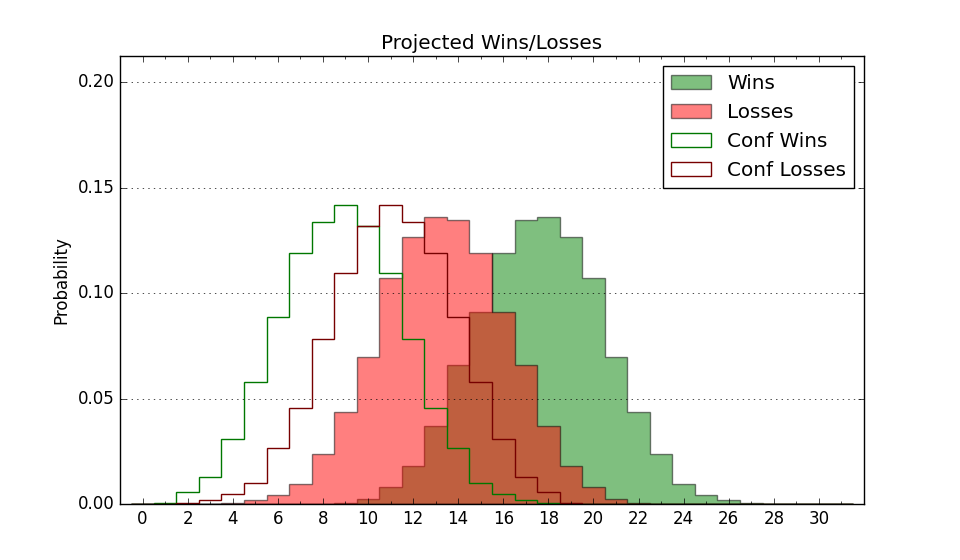 Projected Wins/Losses
Wins
Losses
Conf Wins
Conf Losses
Probability
0.20
0.15
0.10
0.05
0.00
0 2 4 6 8 10 12 14 16 18 20 22 24 26 28 30